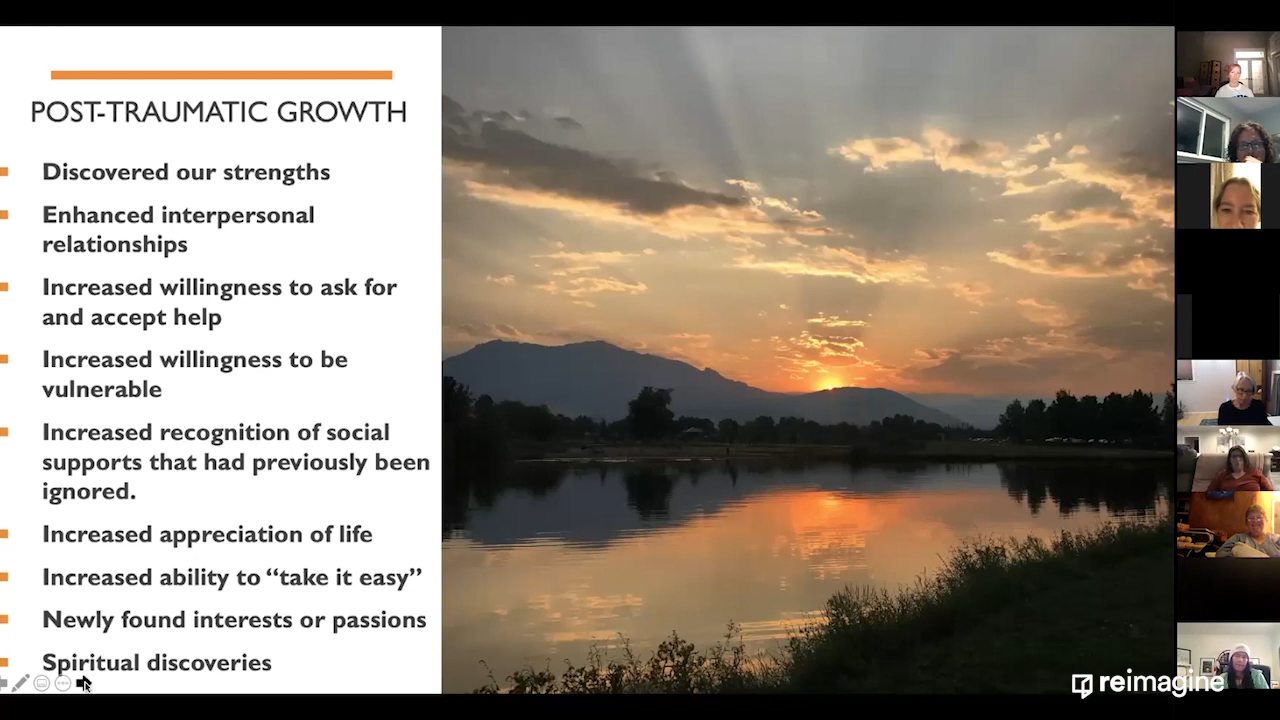 POST-TRAUMATIC GROWTH
Discovered our strengths
Enhanced interpersonal
relationships
Increased willingness to ask for
and accept help
Increased willingness to be
vulnerable
Increased recognition of social
supports that had previously been
ignored.
Increased appreciation of life
Increased ability to “take it easy”
Newly found interests or passions
Spiritual discoveries
reimagine